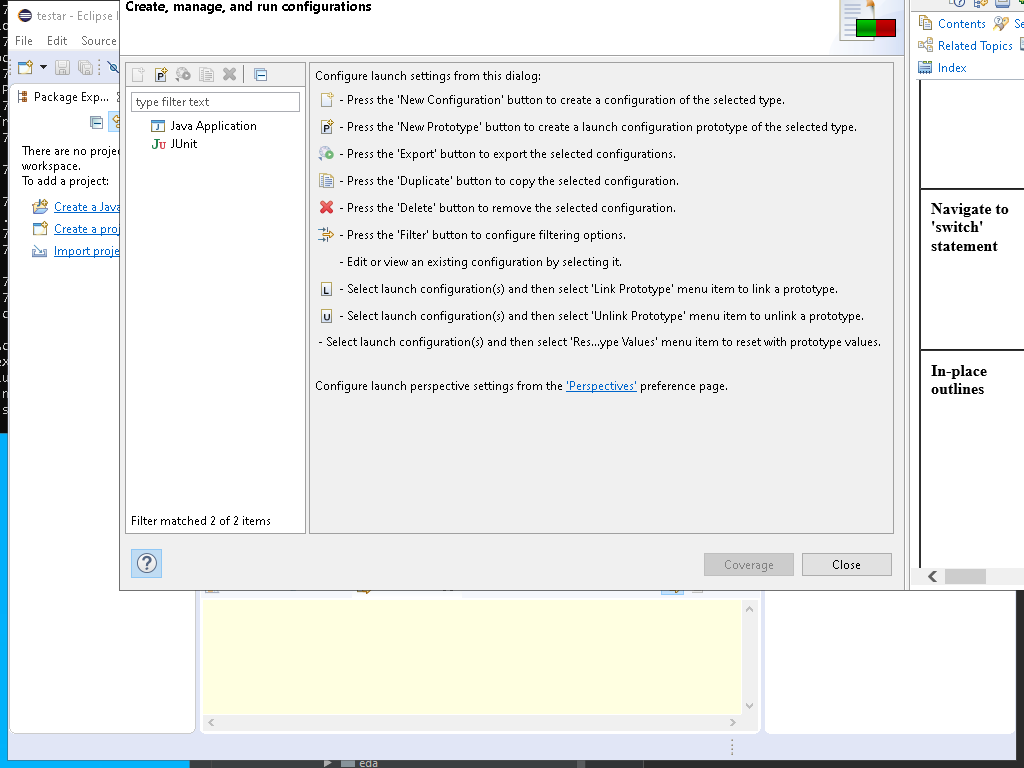 testar - Eclipse I
File Edit Source
Package Exp...
There are no projec
workspace.
To add a project:
Create a Java
Create a proj
Import proje
Create, manage, and run configurations
type filter text
Java Application
Ju JUnit
Filter matched 2 of 2 items
Configure launch settings from this dialog:
- Press the 'New Configuration' button to create a configuration of the selected type.
P - Press the 'New Prototype' button to create a launch configuration prototype of the selected type.
- Press the 'Export' button to export the selected configurations.
- Press the 'Duplicate' button to copy the selected configuration.
- Press the 'Delete' button to remove the selected configuration.
- Press the 'Filter' button to configure filtering options.
- Edit or view an existing configuration by selecting it.
L - Select launch configuration(s) and then select 'Link Prototype' menu item to link a prototype.
U - Select launch configuration(s) and then select 'Unlink Prototype' menu item to unlink a prototype.
- Select launch configuration(s) and then select 'Res...ype Values' menu item to reset with prototype values.
Configure launch perspective settings from the 'Perspectives' preference page.
?
Coverage
Close
Contents
Se
Related Topics
Index
Navigate to
'switch'
statement
In-place
outlines
eda